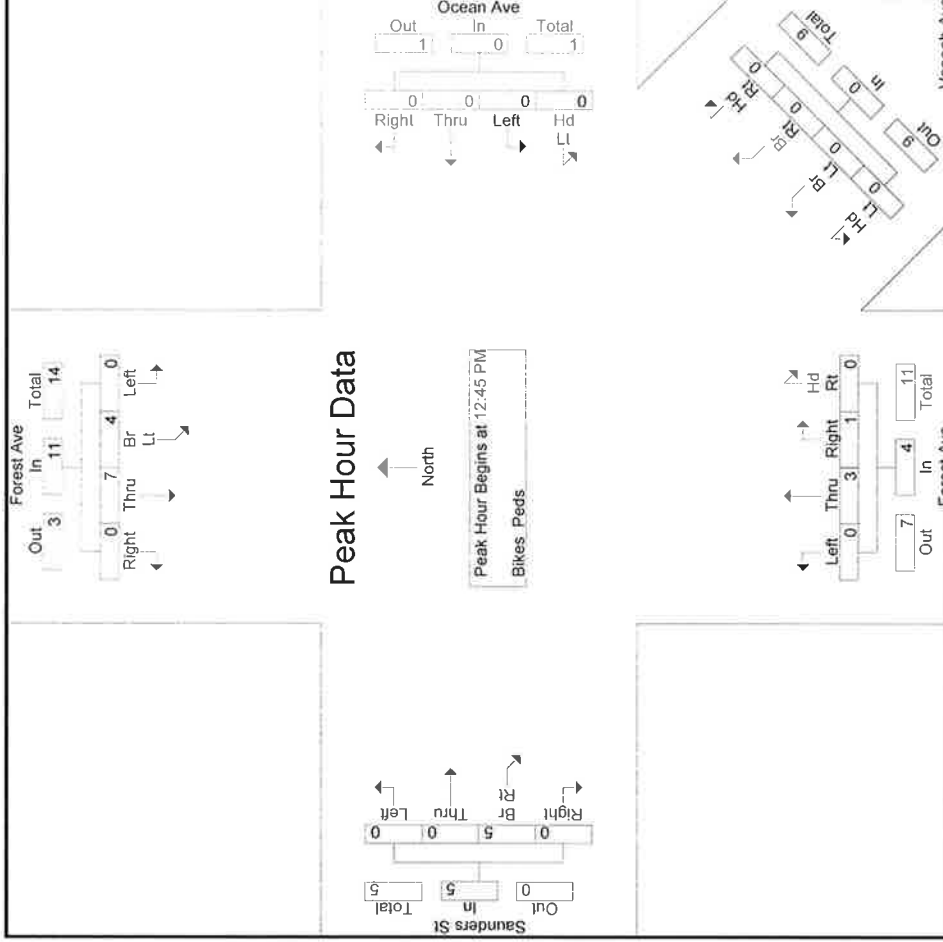 Forest Ave
Out In Total
3 11 14
0 7 4 0
Right Thru Br Lt Left
Ocean Ave
Out In Total
1 0 1
0 0 0 0
Right Thru Left Hd Lt
Total
9
In
0
Out
9
0 0 0 0
Hd Rt
Br Rt
Br Lt
Hd Lt
Peak Hour Data
North
Peak Hour Begins at 12:45 PM
Bikes Peds
Saunders St
Total In Out
5 5 0
0 0 5 0
Left Thru Br Rt Right
Left Thru Right Hd Rt
0 3 1 0
7 4 11
Out In Total
Forest Ave